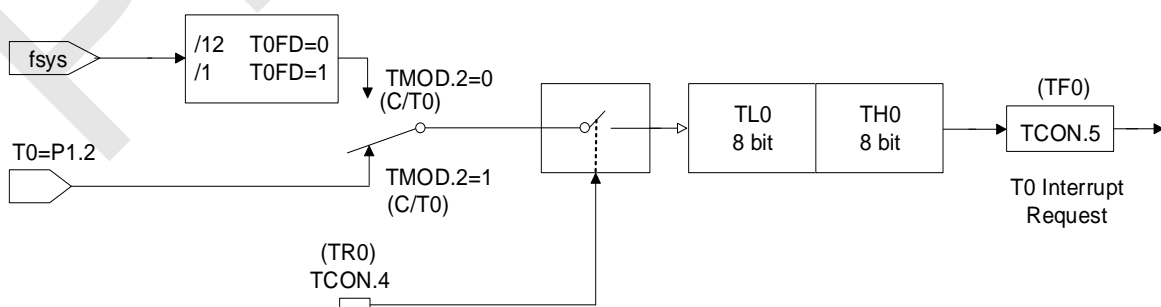 fsys
/12 T0FD=0
/1 T0FD=1
TMOD.2=0
(C/T0)
T0=P1.2
TMOD.2=1
(C/T0)
(TR0)
TCON.4
TL0
8 bit
TH0
8 bit
(TF0)
TCON.5
T0 Interrupt
Request